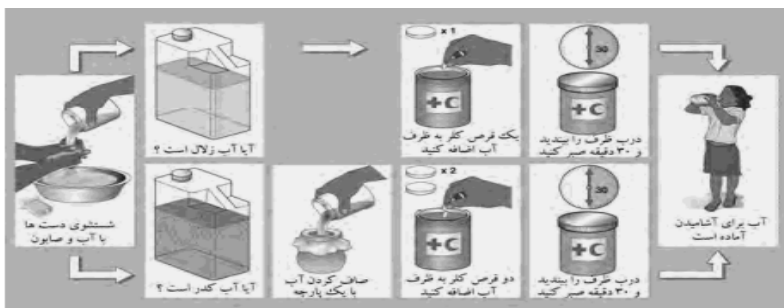 شستشوی دست ها
با آب و صابون
آیا آب زلال است ؟
x 1
یک قرص کلر به ظرف
آب اضافه کنید
30
درب ظرف را ببندید
و ۳۰ دقیقه صبر کنید
آیا آب کدر است ؟
صاف کردن آب
با یک پارچه
x 2
دو قرص کلر به ظرف
آب اضافه کنید
30
درب ظرف را ببندید
و ۳۰ دقیقه صبر کنید
آب برای آشامیدن
آماده است